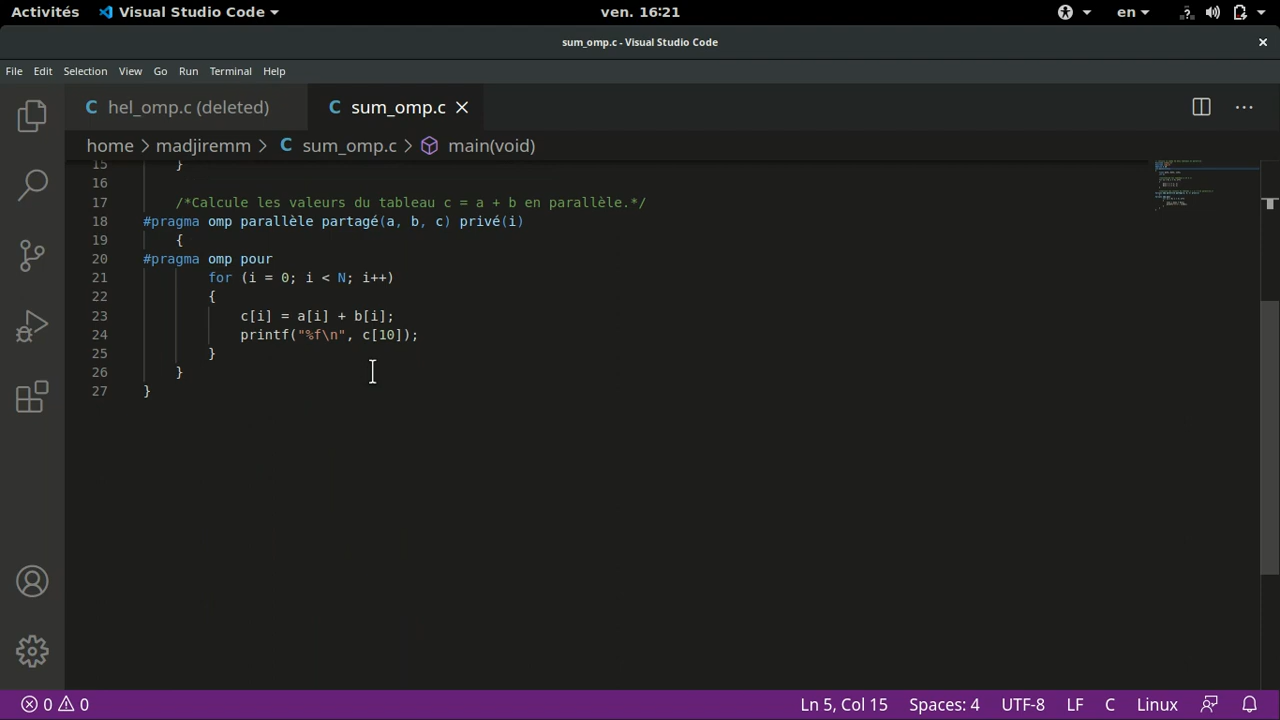 Activités Visual Studio Code ven. 16:21 en
sum_omp.c - Visual Studio Code
File Edit Selection View Go Run Terminal Help
C hel_omp.c (deleted) C sum_omp.c
home > madjiremm > C sum_omp.c > main(void)
15 }
16
17 /*Calcule les valeurs du tableau c = a + b en parallèle.*/
18 #pragma omp parallèle partagé(a, b, c) privé(i)
19 {
20 #pragma omp pour
21 for (i = 0; i < N; i++)
22 {
23 c[i] = a[i] + b[i];
24 printf("%f\n", c[10]);
25 }
26 }
27 }
0 0 Ln 5, Col 15 Spaces: 4 UTF-8 LF C Linux